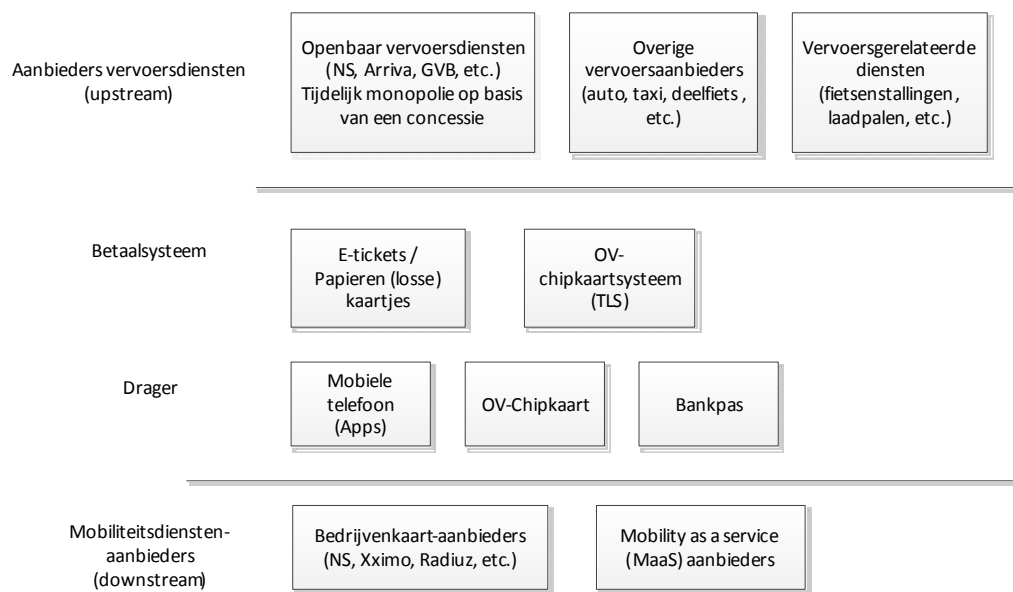 Aanbieders vervoersdiensten
(upstream)
Openbaar vervoersdiensten
(NS, Arriva, GVB, etc.)
Tijdelijk monopolie op basis
van een concessie
Overige
vervoersaanbieders
(auto, taxi, deelfiets ,
etc.)
Vervoersgerelateerde
diensten
(fietsenstallingen ,
laadpalen, etc.)
Betaalsysteem
E-tickets /
Papieren (losse)
kaartjes
OV-
chipkaartsysteem
(TLS)
Drager
Mobiele
telefoon
(Apps)
OV-Chipkaart
Bankpas
Mobiliteitsdiensten-
aanbieders
(downstream)
Bedrijvenkaart-aanbieders
(NS, Xximo, Radiuz, etc.)
Mobility as a service
(MaaS) aanbieders